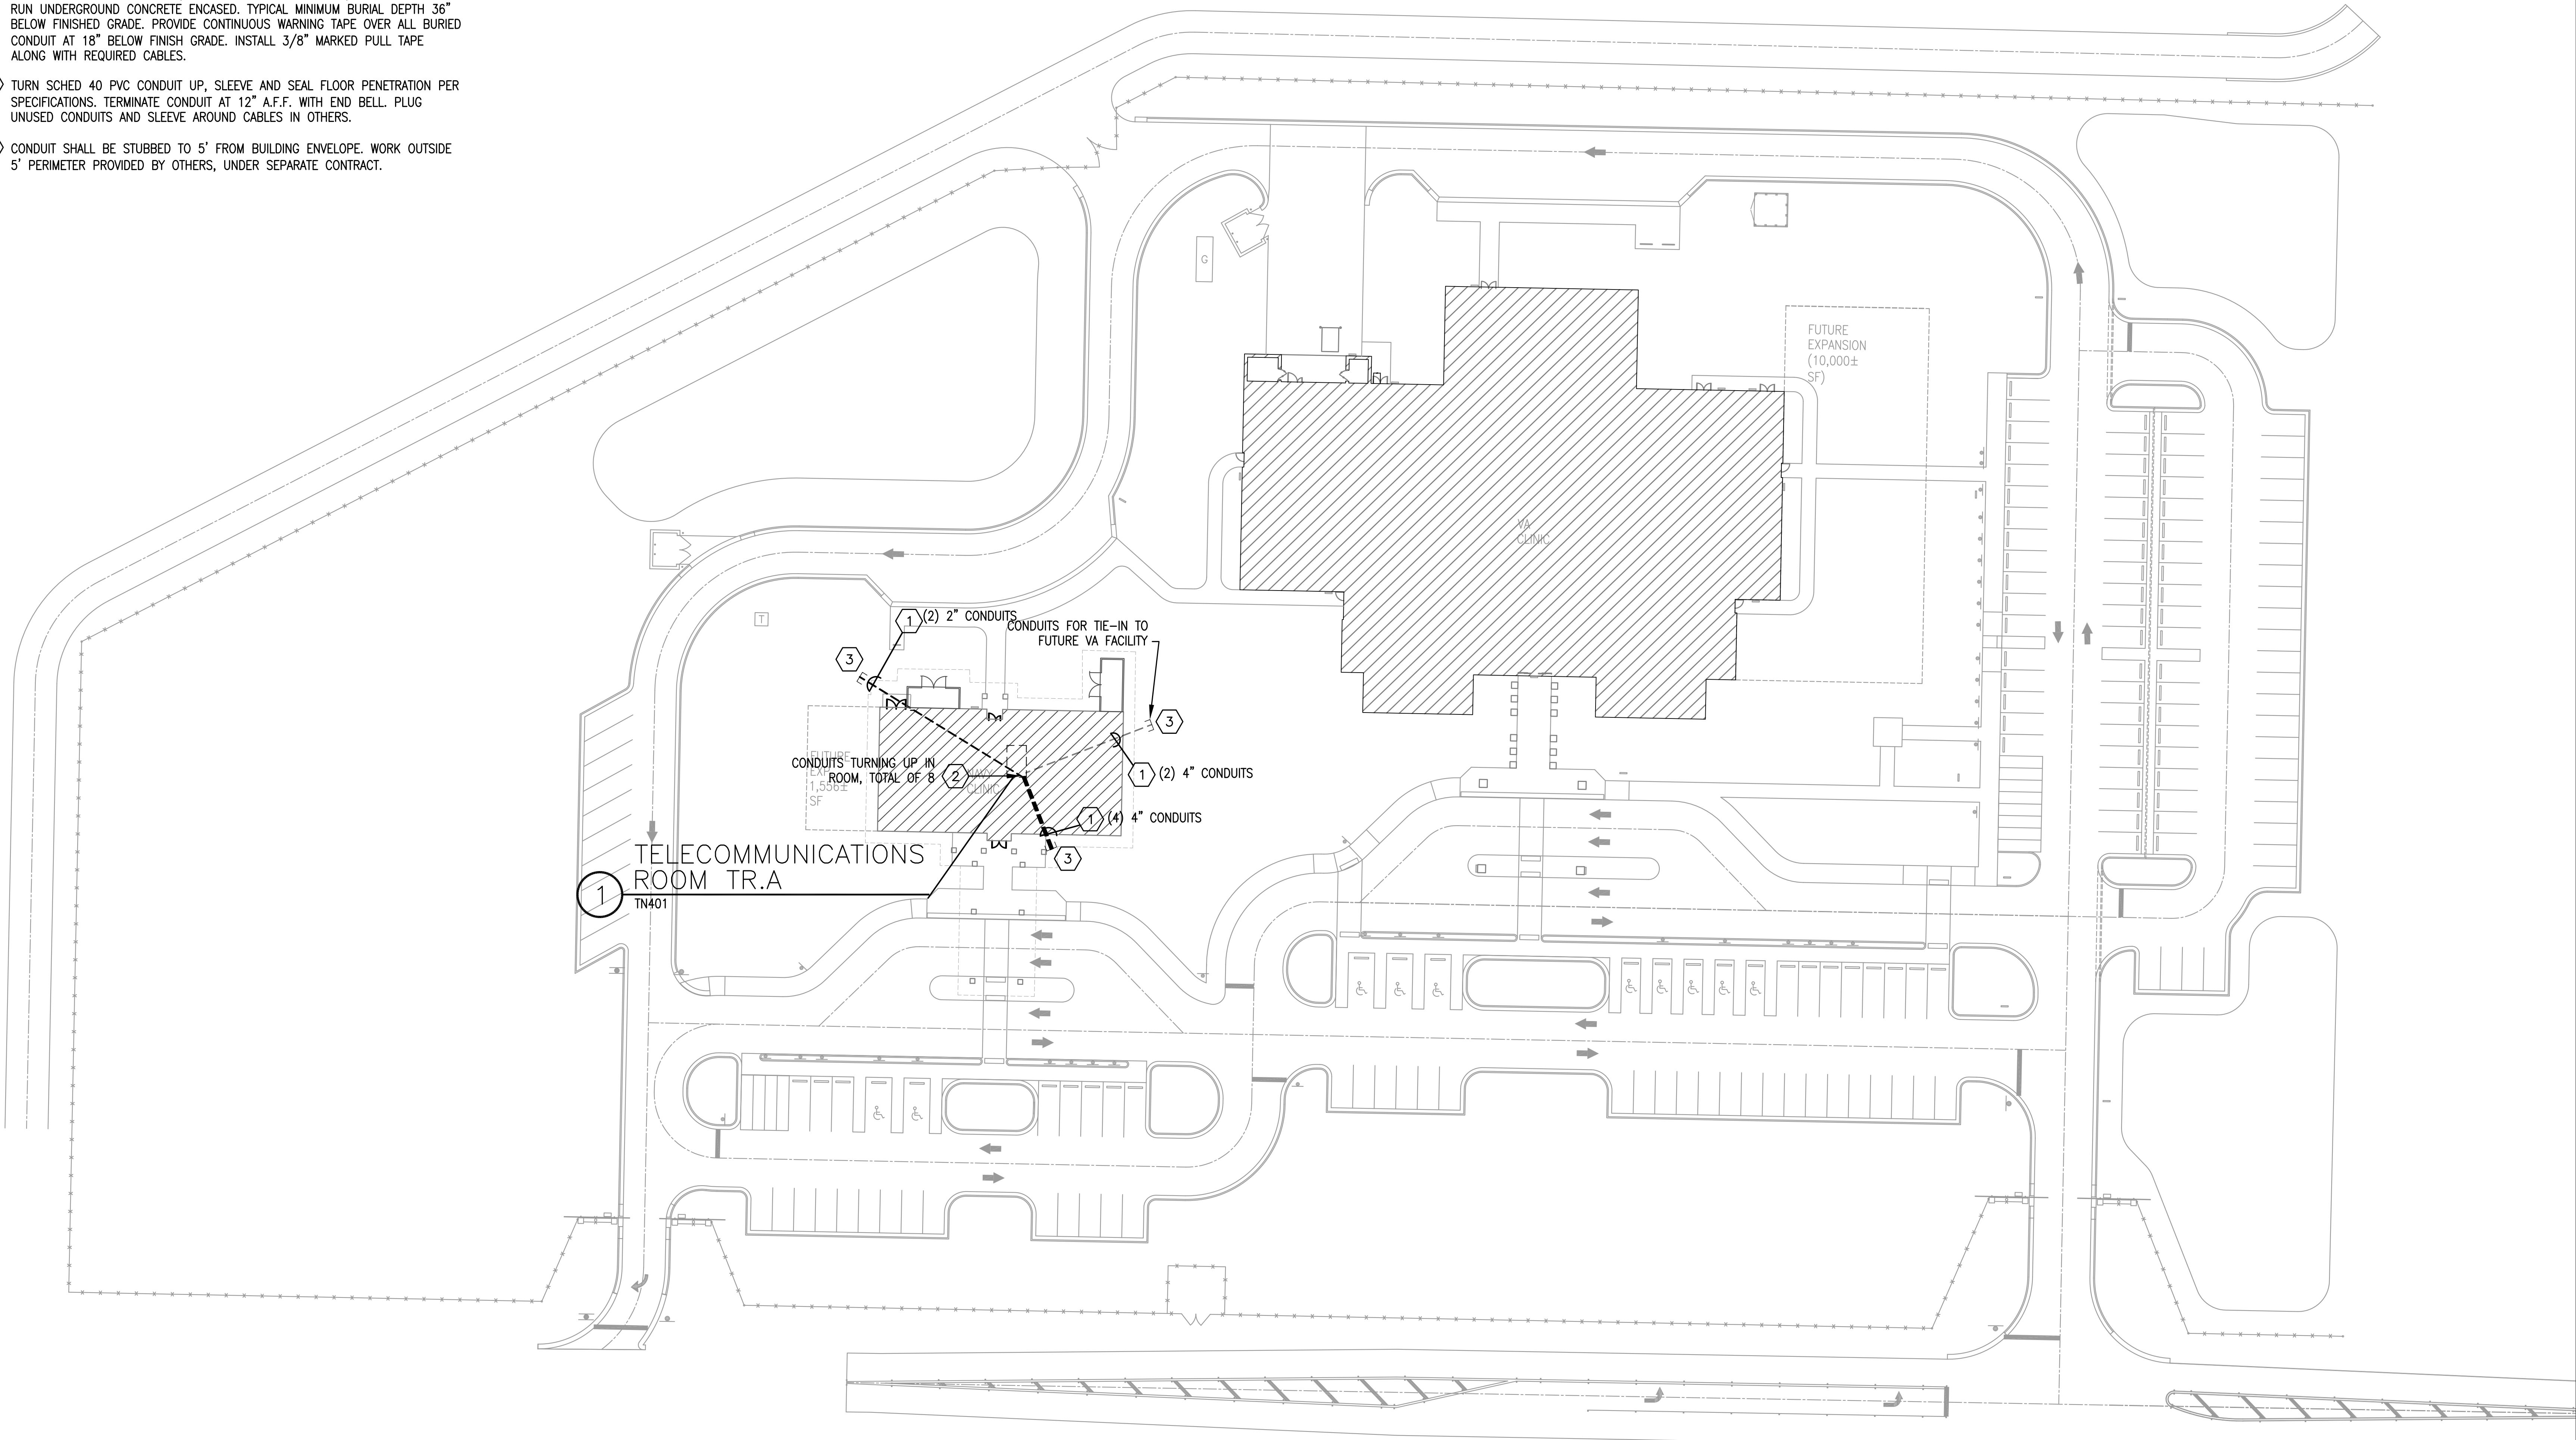 RUN UNDERGROUND CONCRETE ENCASED. TYPICAL MINIMUM BURIAL DEPTH 36"
BELOW FINISHED GRADE. PROVIDE CONTINUOUS WARNING TAPE OVER ALL BURIED
CONDUIT AT 18" BELOW FINISH GRADE. INSTALL 3/8" MARKED PULL TAPE
ALONG WITH REQUIRED CABLES.
TURN SCHED 40 PVC CONDUIT UP, SLEEVE AND SEAL FLOOR PENETRATION PER
SPECIFICATIONS. TERMINATE CONDUIT AT 12" A.F.F. WITH END BELL. PLUG
UNUSED CONDUITS AND SLEEVE AROUND CABLES IN OTHERS.
CONDUIT SHALL BE STUBBED TO 5' FROM BUILDING ENVELOPE. WORK OUTSIDE
5' PERIMETER PROVIDED BY OTHERS, UNDER SEPARATE CONTRACT.
G
FUTURE
EXPANSION
(10,000±
SF)
VA
CLINIC
T
1 (2) 2" CONDUITS
CONDUITS FOR TIE-IN TO
FUTURE VA FACILITY
3
3
1 (2) 4" CONDUITS
CONDUITS TURNING UP IN
ROOM, TOTAL OF 8
2
FUTURE
1,556±
SF
NAVY
CLINIC
1 (4) 4" CONDUITS
3
1
TELECOMMUNICATIONS
ROOM TR.A
TN401